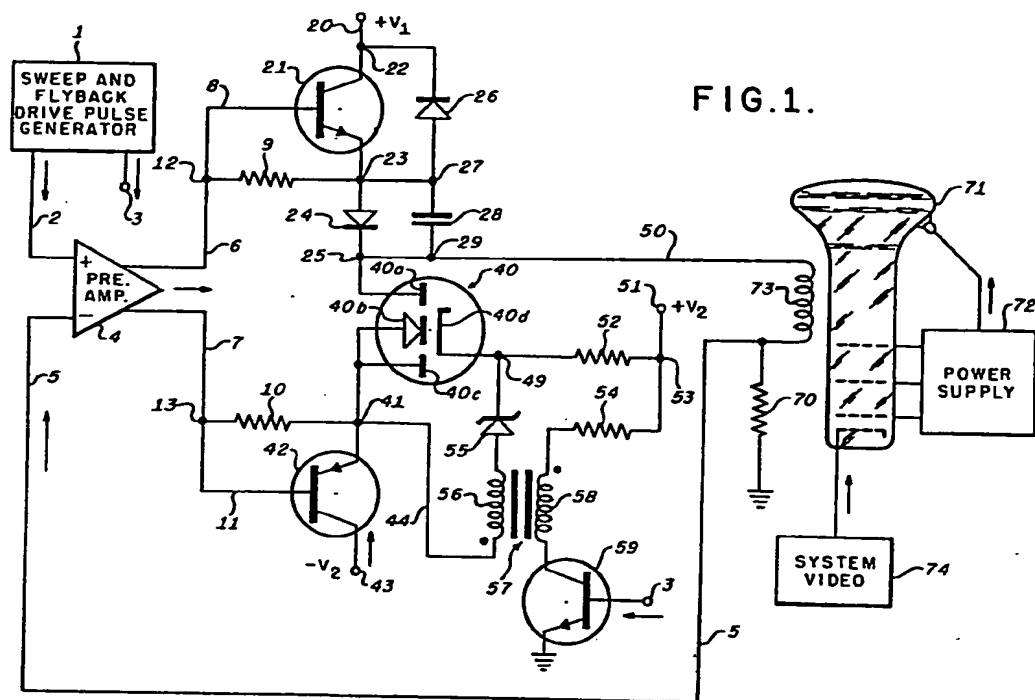 FIG.1.
1
SWEEP AND
FLYBACK
DRIVE PULSE
GENERATOR
2
3
+
PRE.
AMP.
−
4
5
6
7
8
9
10
11
12
13
20
+V₁
21
22
23
24
25
26
27
28
29
40
40a
40b
40c
40d
41
42
43
-V₂
44
49
50
51
+V₂
52
53
54
55
56
57
58
59
3
5
70
71
72
POWER
SUPPLY
73
SYSTEM
VIDEO
74